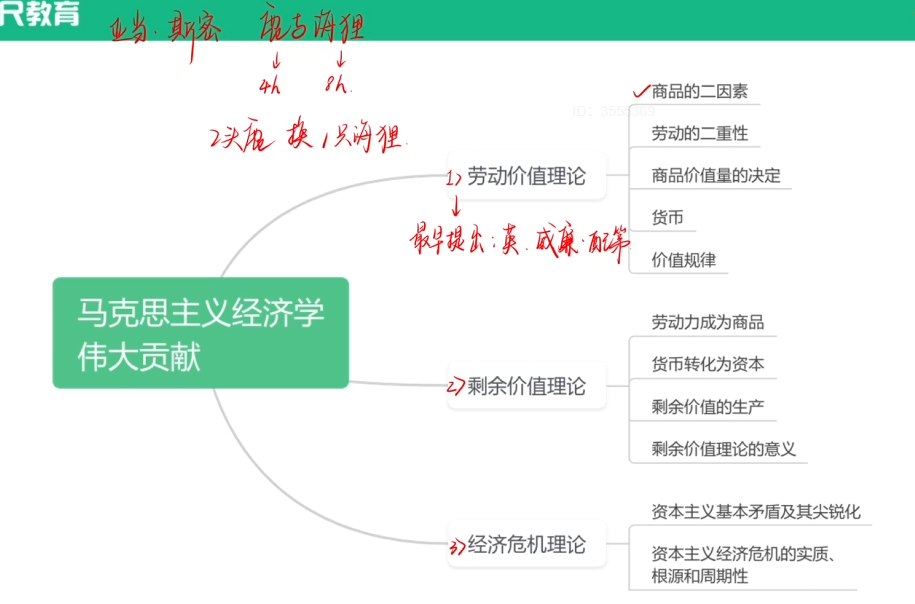 尺教育
亚当·斯密 鹿与海狸
4h 8h.
2头鹿 换 1只海狸.
ID: 3555369
✓商品的二因素
劳动的二重性
1) 劳动价值理论
商品价值量的决定
货币
最早提出:英.威廉·配第
价值规律
马克思主义经济学
伟大贡献
劳动力成为商品
货币转化为资本
2) 剩余价值理论
剩余价值的生产
剩余价值理论的意义
资本主义基本矛盾及其尖锐化
3) 经济危机理论
资本主义经济危机的实质、
根源和周期性